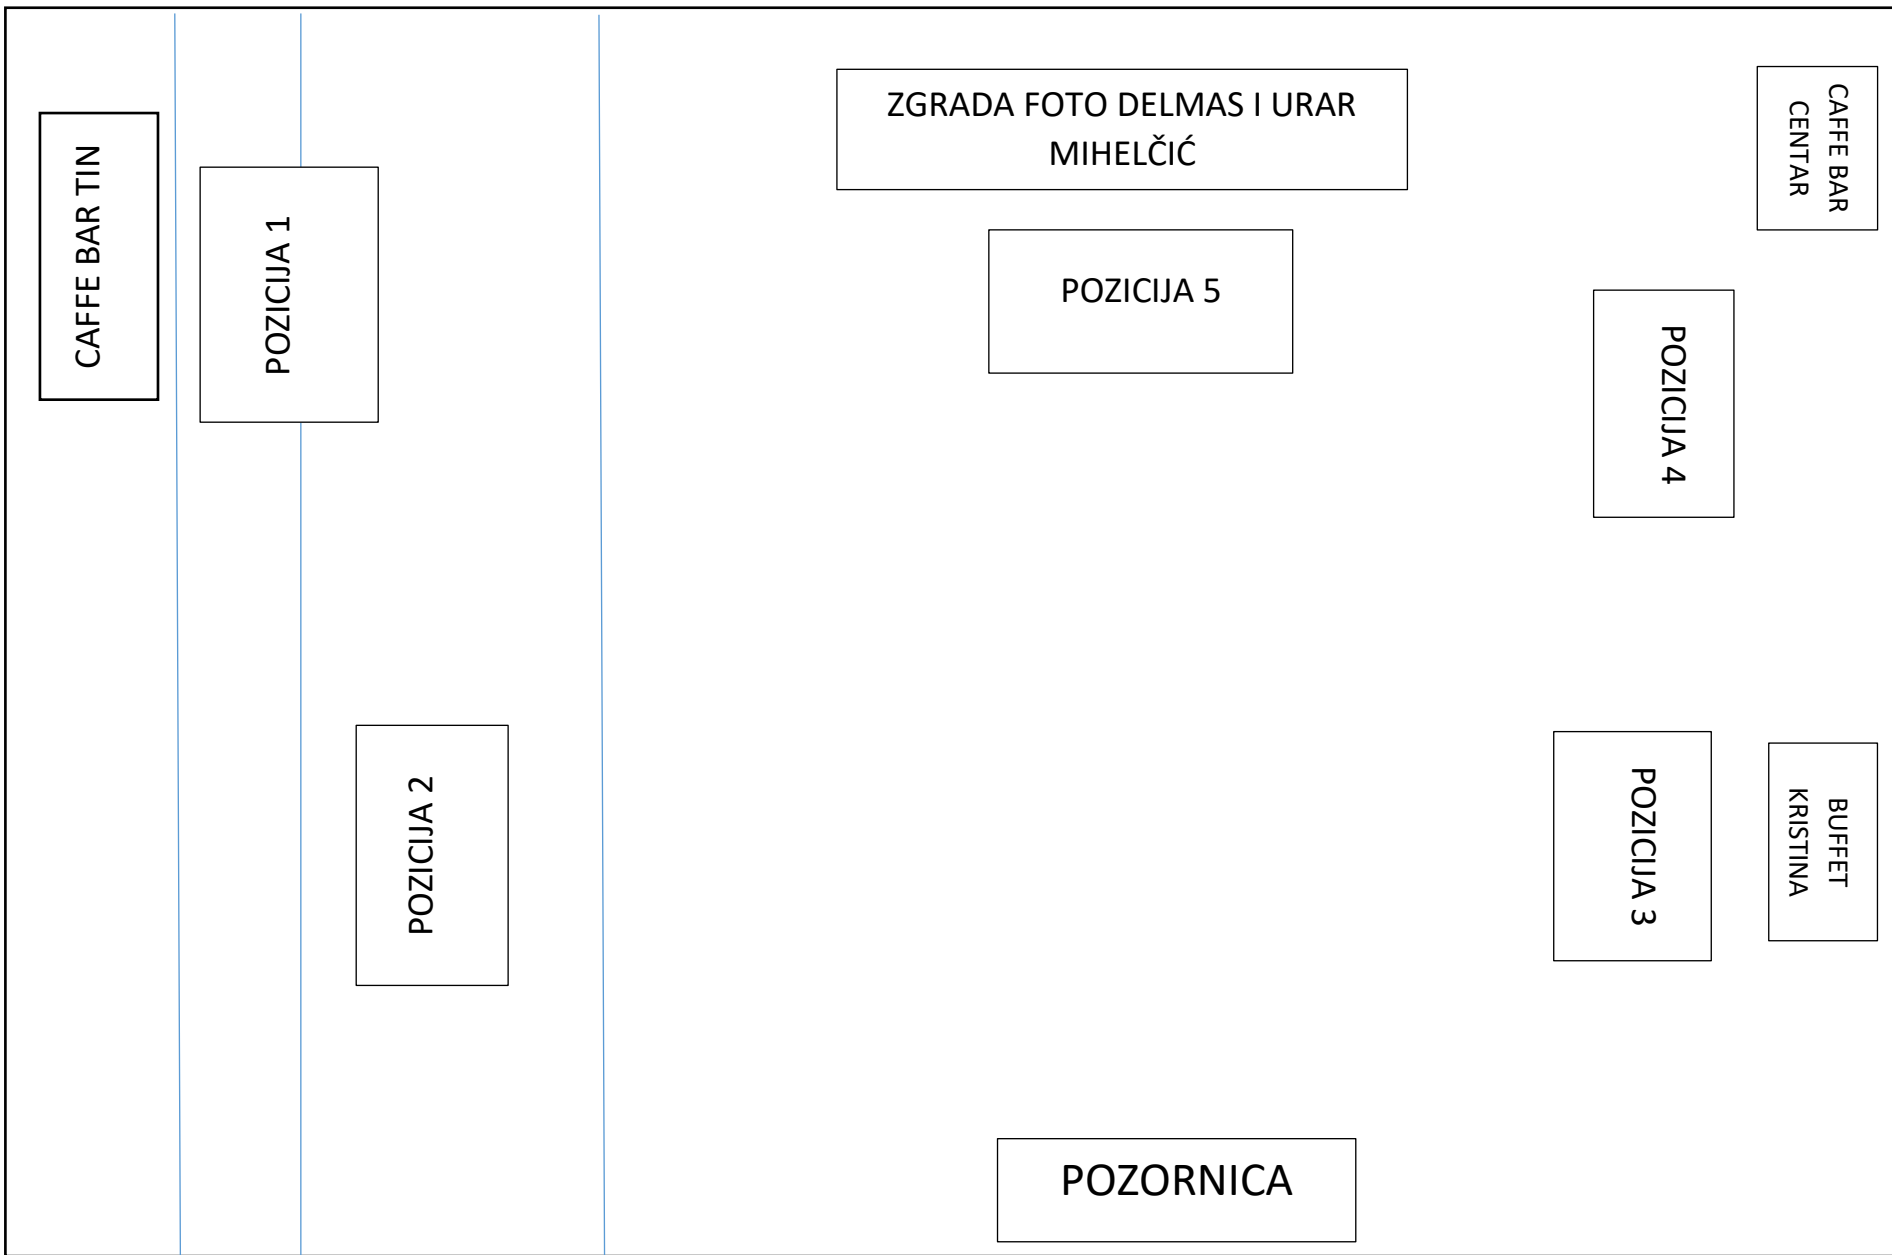 CAFFE BAR TIN
POZICIJA 1
ZGRADA FOTO DELMAS I URAR
MIHELČIĆ
POZICIJA 5
CAFFE BAR
CENTAR
POZICIJA 4
POZICIJA 2
POZICIJA 3
BUFFET
KRISTINA
POZORNICA